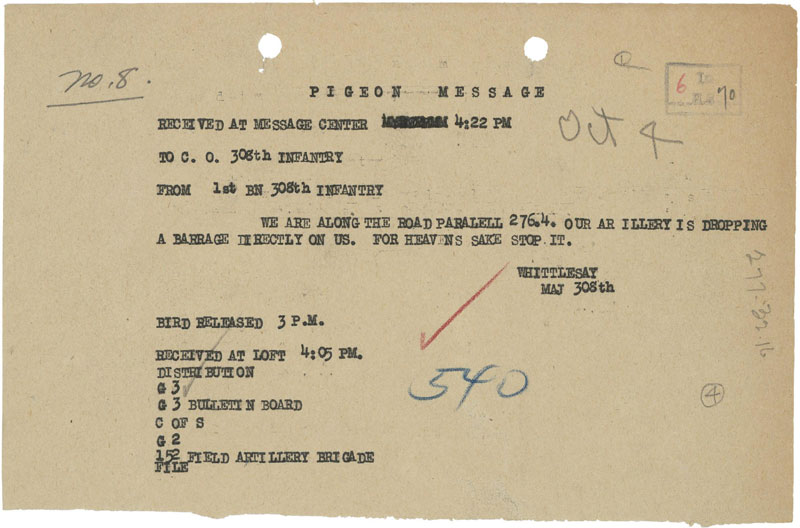 no. 8.
6
70
PIGEON MESSAGE
RECEIVED AT MESSAGE CENTER 4:22 PM
Oct 4
TO C. O. 308th INFANTRY
FROM 1st BN 308th INFANTRY
WE ARE ALONG THE ROAD PARALELL 276.4. OUR AR ILLERY IS DROPPING
A BARRAGE DIRECTLY ON US. FOR HEAVENS SAKE STOP IT.
WHITTLESAY
MAJ 308th
BIRD RELEASED 3 P.M.
RECEIVED AT LOFT 4:05 PM.
DISTRIBUTION
G 3
G 3 BULLETIN BOARD
C OF S
G 2
152 FIELD ARTILLERY BRIGADE
FILE
540
4